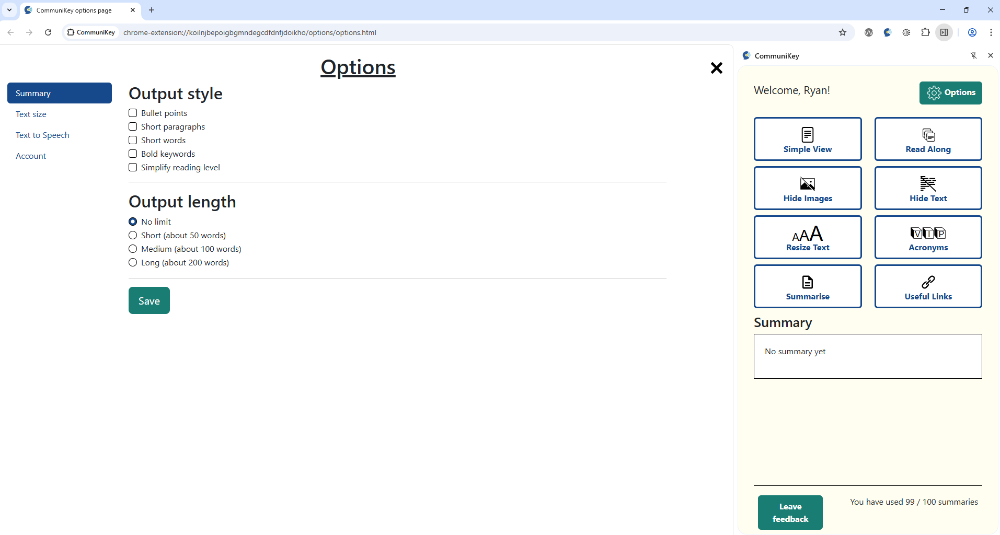 CommuniKey options page
CommuniKey
chrome-extension://koilnjbepoigbgmndegcdfdnfjdoikho/options/options.html
Options
Summary
Text size
Text to Speech
Account
Output style
Bullet points
Short paragraphs
Short words
Bold keywords
Simplify reading level
Output length
No limit
Short (about 50 words)
Medium (about 100 words)
Long (about 200 words)
Save
CommuniKey
Welcome, Ryan!
Options
Simple View
Read Along
Hide Images
Hide Text
AAA
Resize Text
VIP
Acronyms
Summarise
Useful Links
Summary
No summary yet
Leave
feedback
You have used 99 / 100 summaries